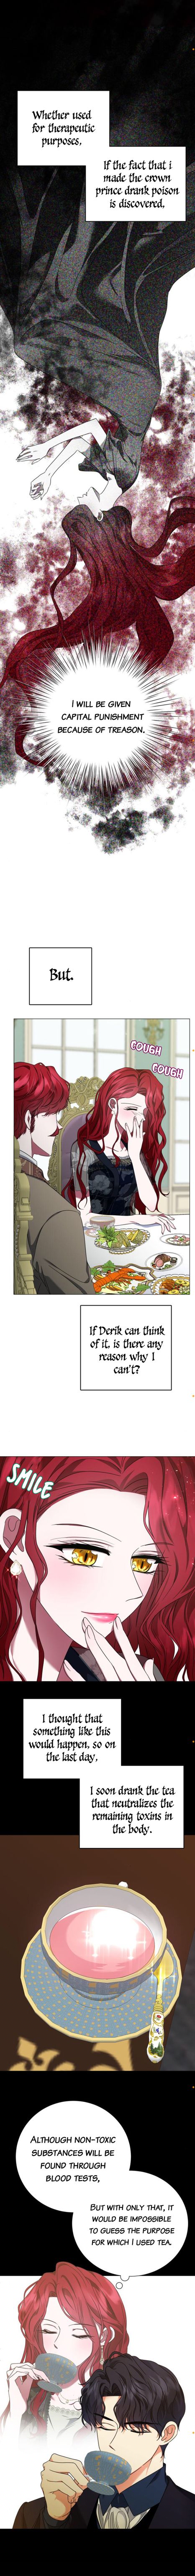 Whether used
for therapeutic
purposes,
If the fact that i
made the crown
prince drank poison
is discovered,
I WILL BE GIVEN
CAPITAL PUNISHMENT
BECAUSE OF TREASON.
But.
COUGH
COUGH
If Derik can think
of it, is there any
reason why I
can't?
SMILE
I thought that
something like this
would happen, so on
the last day,
I soon drank the tea
that neutralizes the
remaining toxins in
the body.
ALTHOUGH NON-TOXIC
SUBSTANCES WILL BE
FOUND THROUGH
BLOOD TESTS,
BUT WITH ONLY THAT, IT
WOULD BE IMPOSSIBLE
TO GUESS THE PURPOSE
FOR WHICH I USED TEA.